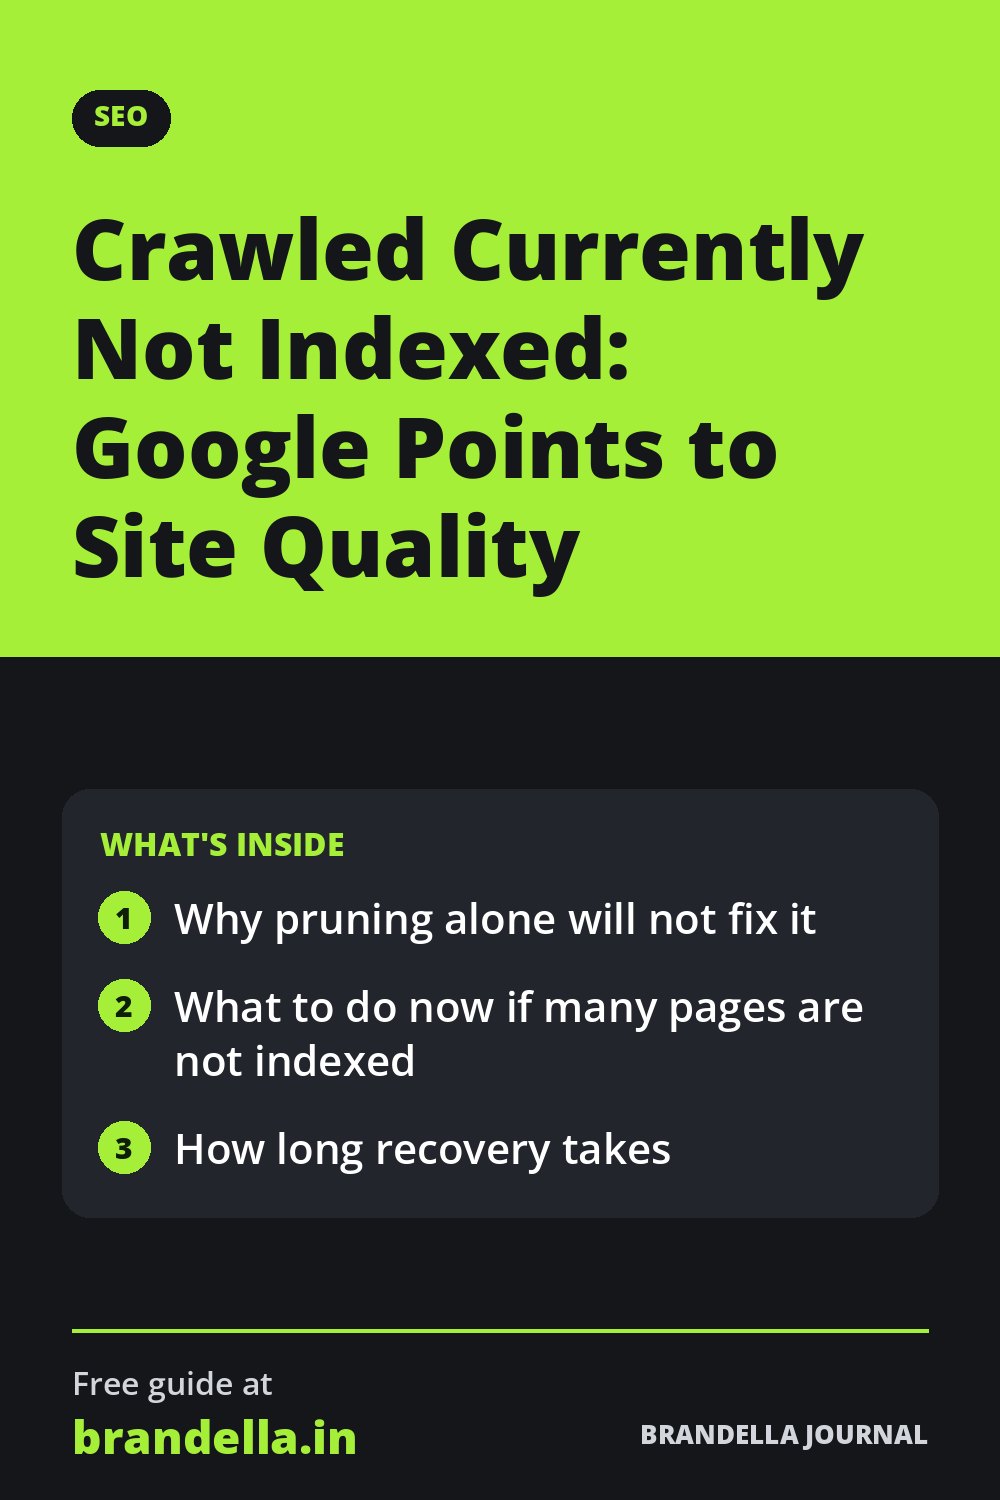 SEO
Crawled Currently
Not Indexed:
Google Points to
Site Quality
WHAT'S INSIDE
1 Why pruning alone will not fix it
2 What to do now if many pages are
not indexed
3 How long recovery takes
Free guide at
brandella.in
BRANDELLA JOURNAL